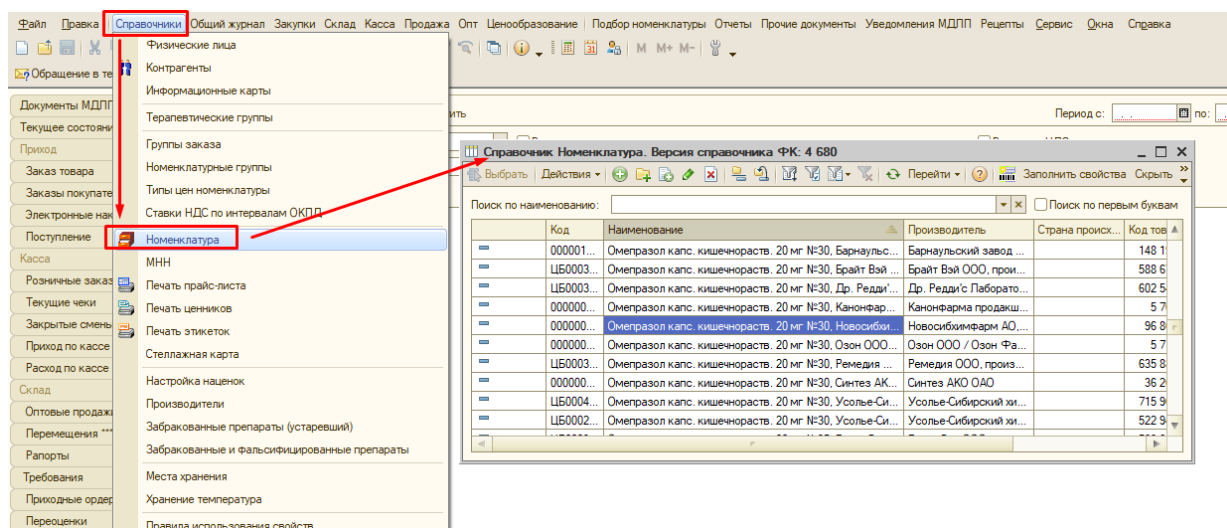 Файл Правка Справочники Общий журнал Закупки Склад Касса Продажа Опт Ценообразование Подбор номенклатуры Отчеты Прочие документы Уведомления МДЛП Рецепты Сервис Окна Справка
M M+ M-
Обращение в те
Документы МДЛП
Текущее состояни
Приход
Заказ товара
Заказы покупате
Электронные нак
Поступление
Касса
Розничные заказ
Текущие чеки
Закрытые смены
Приход по кассе
Расход по кассе
Склад
Оптовые продажи
Перемещения ***
Рапорты
Требования
Приходные ордер
Переоценки
Физические лица
Контрагенты
Информационные карты
Терапевтические группы
Группы заказа
Номенклатурные группы
Типы цен номенклатуры
Ставки НДС по интервалам ОКПД
Номенклатура
МНН
Печать прайс-листа
Печать ценников
Печать этикеток
Стеллажная карта
Настройка наценок
Производители
Забракованные препараты (устаревший)
Забракованные и фальсифицированные препараты
Места хранения
Хранение температура
Правила использования свойств
ить
Период с: . . по:
Справочник Номенклатура. Версия справочника ФК: 4 680
Выбрать Действия Перейти Заполнить свойства Скрыть
Поиск по наименованию: Поиск по первым буквам
Код Наименование Производитель Страна происх... Код тов
000001... Омепразол капс. кишечнораств. 20 мг №30, Барнаульс... Барнаульский завод ... 148 1
ЦБ0003... Омепразол капс. кишечнораств. 20 мг №30, Брайт Вэй ... Брайт Вэй ООО, прои... 588 6
ЦБ0003... Омепразол капс. кишечнораств. 20 мг №30, Др. Редди'... Др. Редди'с Лаборато... 602 5
000000... Омепразол капс. кишечнораств. 20 мг №30, Канонфар... Канонфарма продакш... 5 7
000000... Омепразол капс. кишечнораств. 20 мг №30, Новосибхи... Новосибхимфарм АО,... 96 8
000000... Омепразол капс. кишечнораств. 20 мг №30, Озон ООО... Озон ООО / Озон Фа... 5 7
ЦБ0003... Омепразол капс. кишечнораств. 20 мг №30, Ремедия ... Ремедия ООО, произ... 635 8
000000... Омепразол капс. кишечнораств. 20 мг №30, Синтез АК... Синтез АКО ОАО 36 2
ЦБ0004... Омепразол капс. кишечнораств. 20 мг №30, Усолье-Си... Усолье-Сибирский хи... 715 9
ЦБ0002... Омепразол капс. кишечнораств. 20 мг №30, Усолье-Си... Усолье-Сибирский хи... 522 9